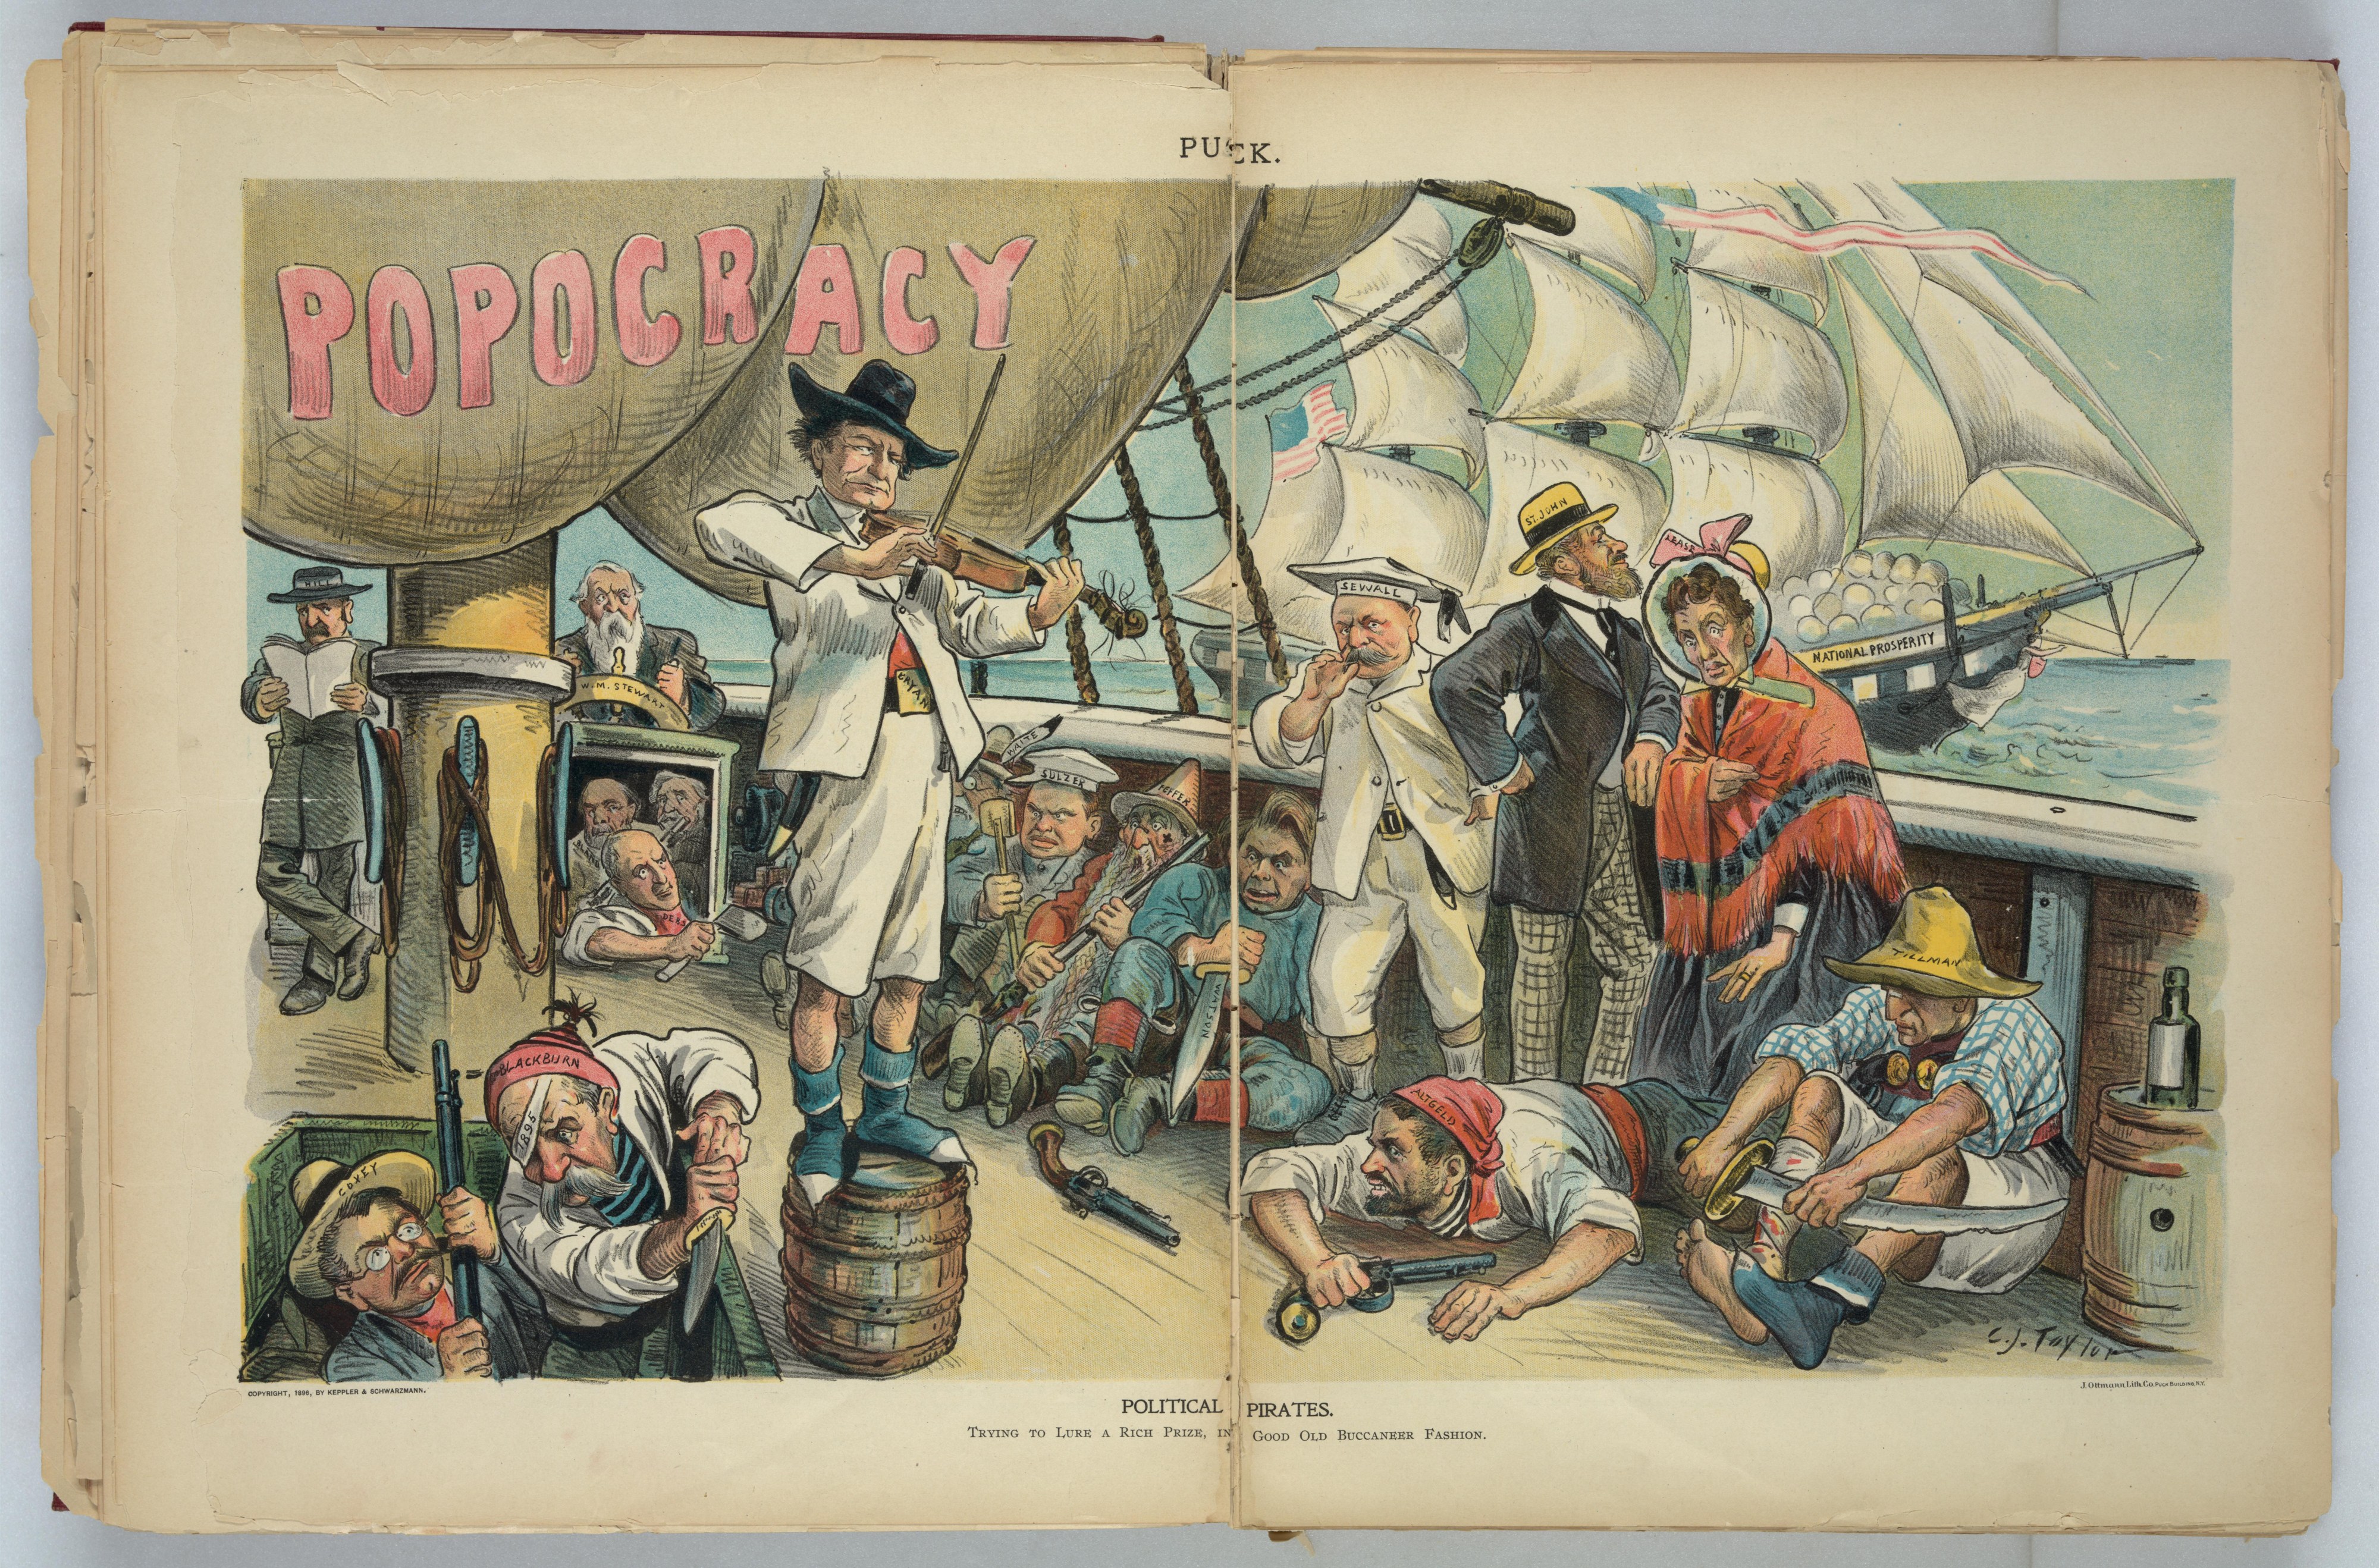 PUCK.
POPOCRACY
HILL
W.M. STEWART
BRYAN
WAITE
SULZER
PEFFER
WATSON
SEWALL
ST. JOHN
LEASE
NATIONAL PROSPERITY
DEBS
BLACKBURN
1895
COXEY
ALTGELD
TILLMAN
C.J. Taylor
COPYRIGHT, 1896, BY KEPPLER & SCHWARZMANN.
J. Ottmann Lith. Co. PUCK BUILDING, N.Y.
POLITICAL PIRATES.
TRYING TO LURE A RICH PRIZE, IN GOOD OLD BUCCANEER FASHION.